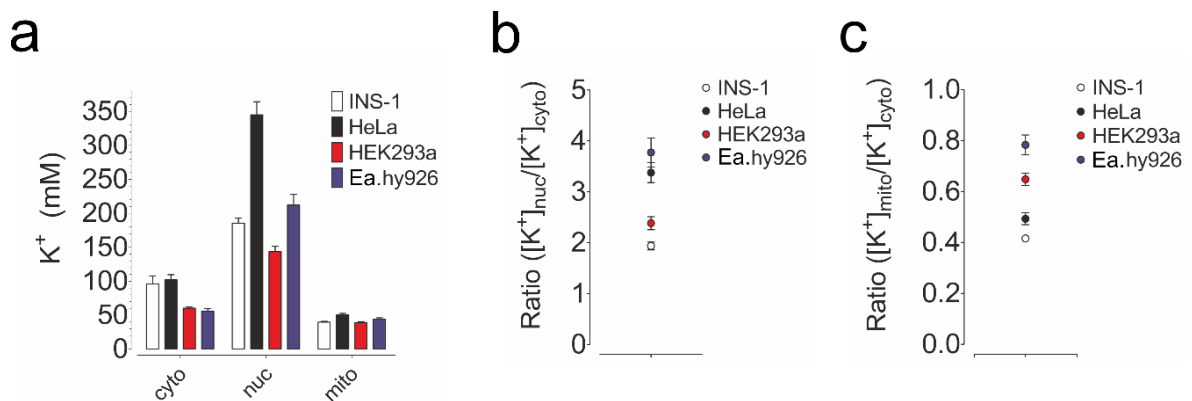 a
K+ (mM)
350
300
250
200
150
100
50
0
cyto
nuc
mito
INS-1
HeLa
HEK293a
Ea.hy926
b
Ratio ([K+]nuc/[K+]cyto)
5
4
3
2
1
0
INS-1
HeLa
HEK293a
Ea.hy926
c
Ratio ([K+]mito/[K+]cyto)
1.0
0.8
0.6
0.4
0.2
0.0
INS-1
HeLa
HEK293a
Ea.hy926